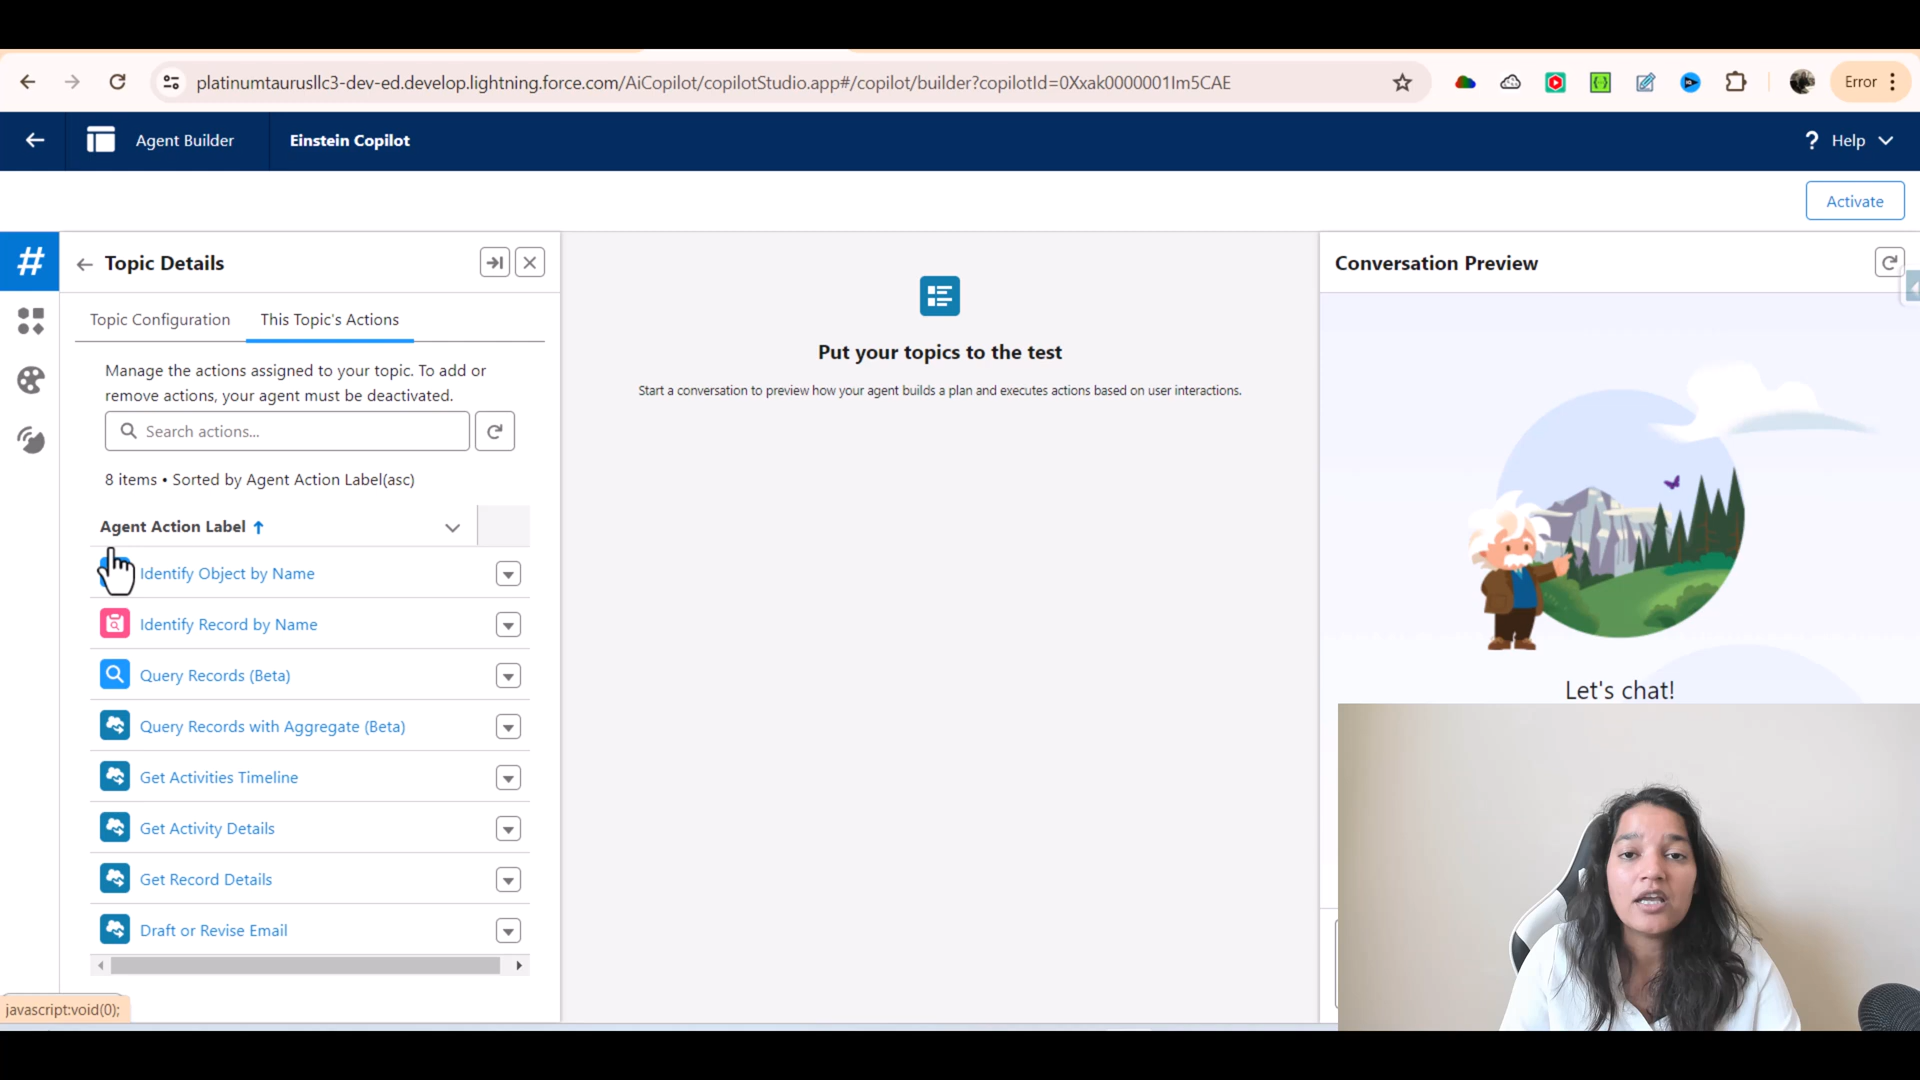 platinumtaurusllc3-dev-ed.develop.lightning.force.com/AiCopilot/copilotStudio.app#/copilot/builder?copilotId=0Xxak0000001Im5CAE
Error
Agent Builder
Einstein Copilot
? Help
Activate
# Topic Details
Topic Configuration
This Topic's Actions
Manage the actions assigned to your topic. To add or
remove actions, your agent must be deactivated.
Search actions...
8 items • Sorted by Agent Action Label(asc)
Agent Action Label
Identify Object by Name
Identify Record by Name
Query Records (Beta)
Query Records with Aggregate (Beta)
Get Activities Timeline
Get Activity Details
Get Record Details
Draft or Revise Email
javascript:void(0);
Put your topics to the test
Start a conversation to preview how your agent builds a plan and executes actions based on user interactions.
Conversation Preview
Let's chat!